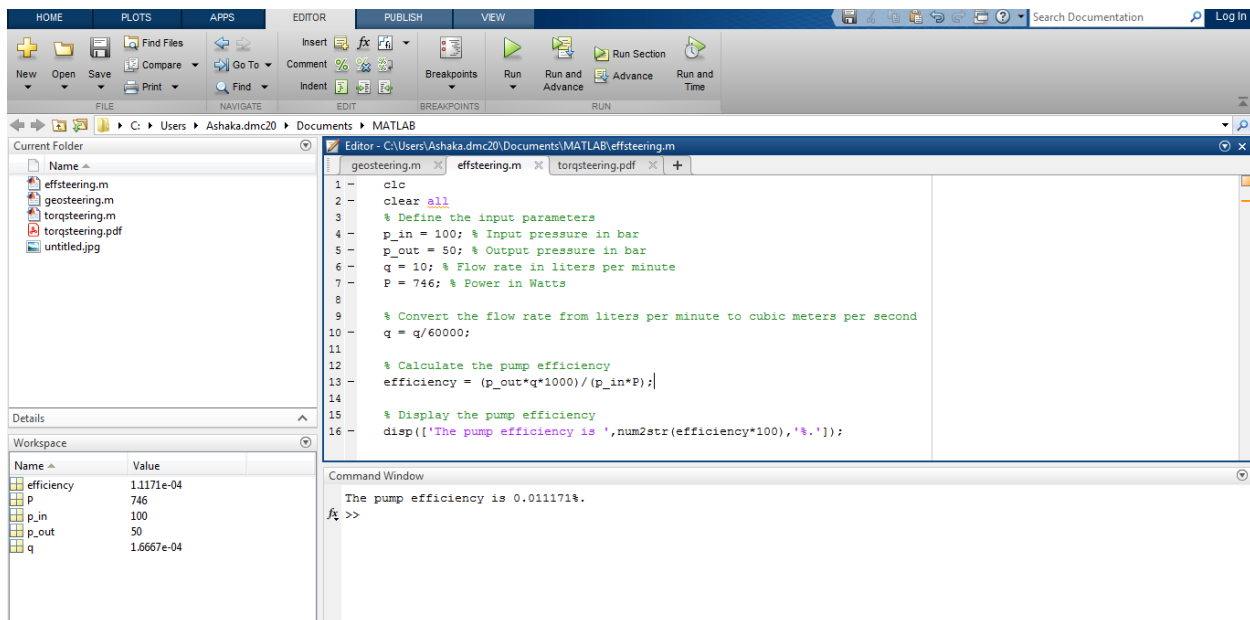 HOME PLOTS APPS EDITOR PUBLISH VIEW Search Documentation Log In
Find Files Insert fx
Compare Go To Comment % Run Section
New Open Save Print Find Indent Breakpoints Run Run and Advance Advance Run and Time
FILE NAVIGATE EDIT BREAKPOINTS RUN
C: Users Ashaka.dmc20 Documents MATLAB
Current Folder
Name
effsteering.m
geosteering.m
torqsteering.m
torqsteering.pdf
untitled.jpg
Details
Workspace
Name Value
efficiency 1.1171e-04
P 746
p_in 100
p_out 50
q 1.6667e-04
Editor - C:\Users\Ashaka.dmc20\Documents\MATLAB\effsteering.m
geosteering.m effsteering.m torqsteering.pdf +
1 - clc
2 - clear all
3 % Define the input parameters
4 - p_in = 100; % Input pressure in bar
5 - p_out = 50; % Output pressure in bar
6 - q = 10; % Flow rate in liters per minute
7 - P = 746; % Power in Watts
8
9 % Convert the flow rate from liters per minute to cubic meters per second
10 - q = q/60000;
11
12 % Calculate the pump efficiency
13 - efficiency = (p_out*q*1000)/(p_in*P);
14
15 % Display the pump efficiency
16 - disp(['The pump efficiency is ',num2str(efficiency*100),'%.']);
Command Window
The pump efficiency is 0.011171%.
fx >>